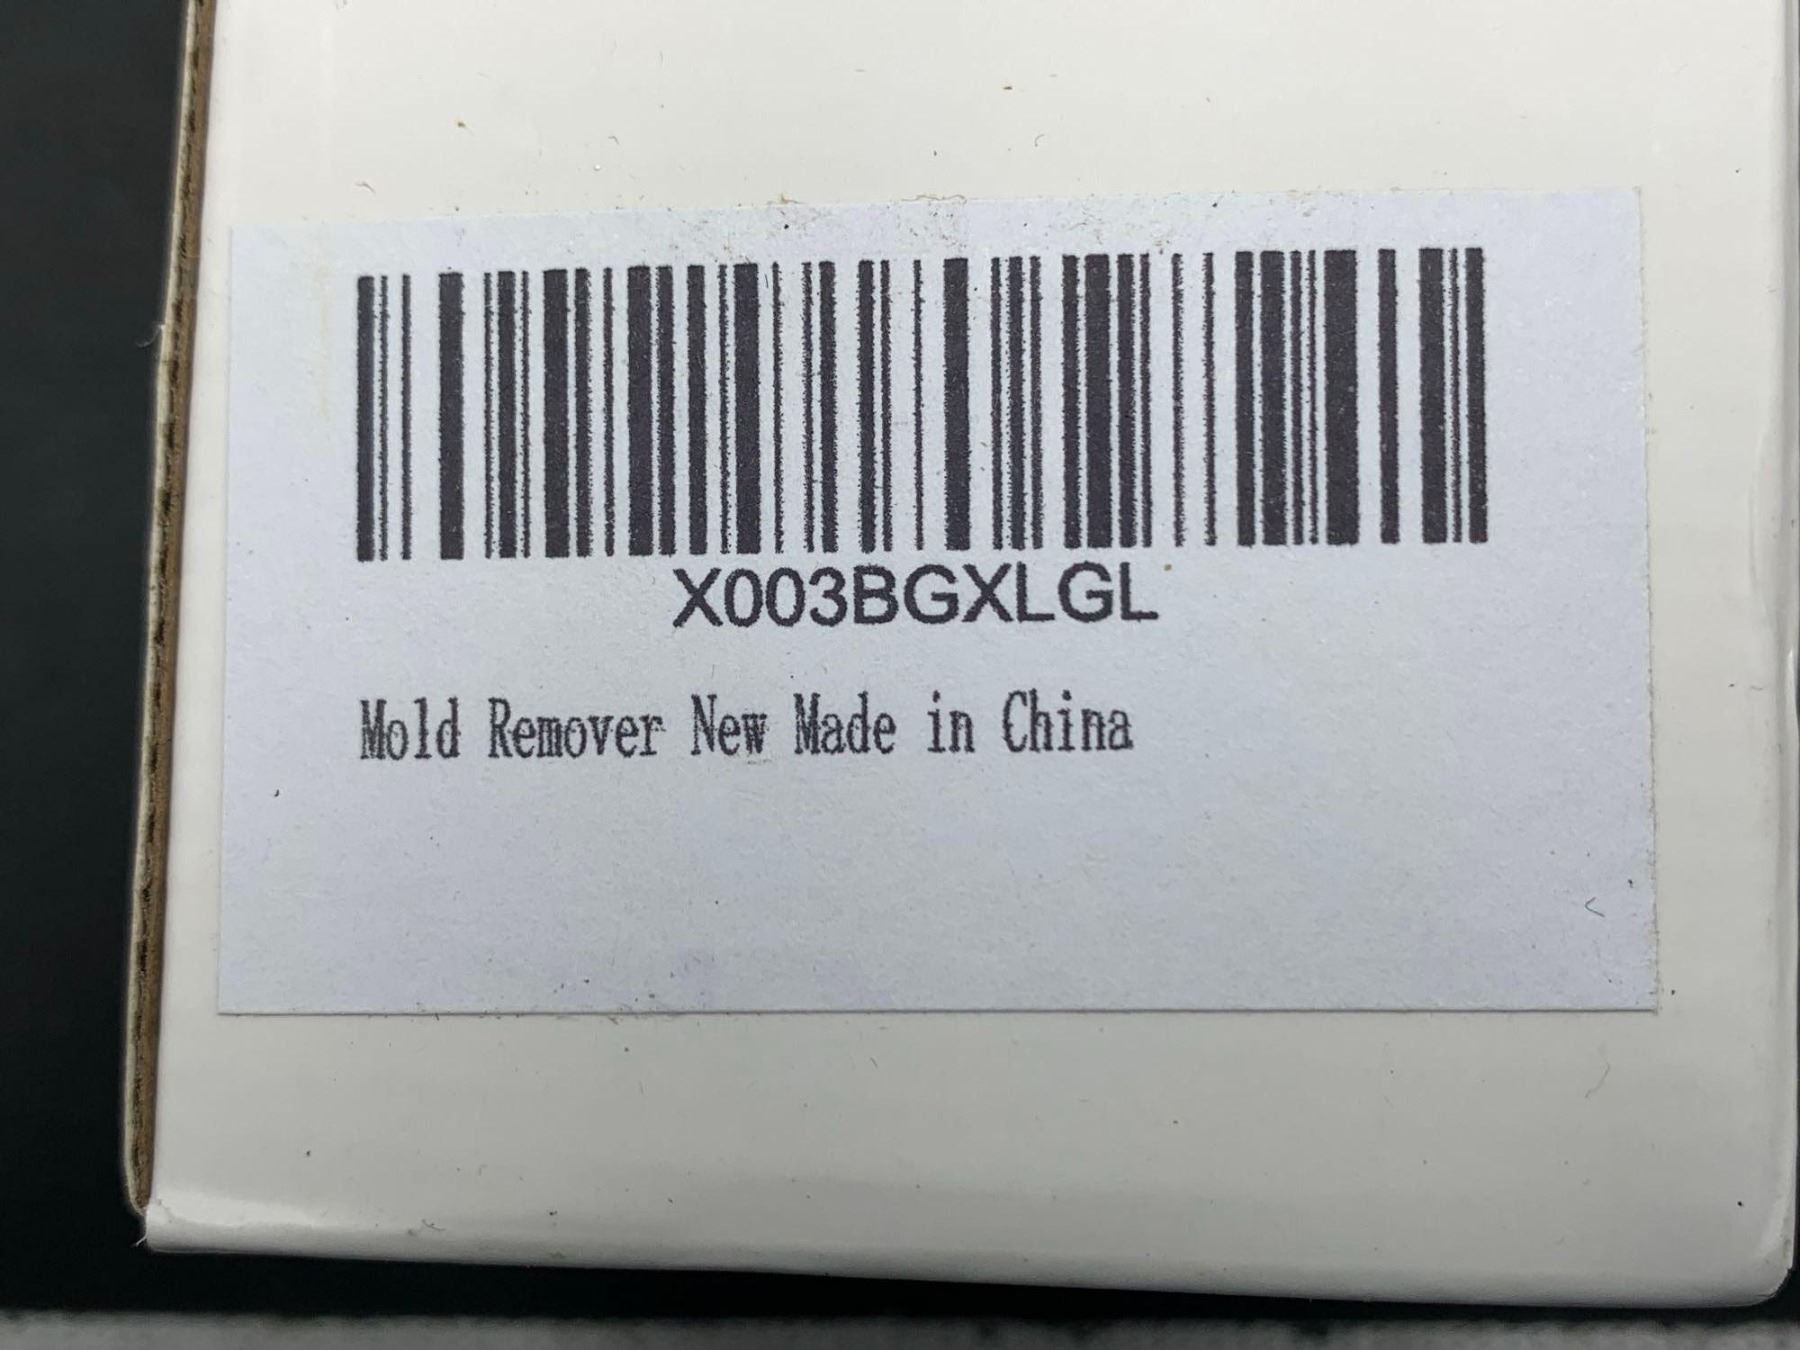 X003BGXLGL
Mold Remover New Made in China